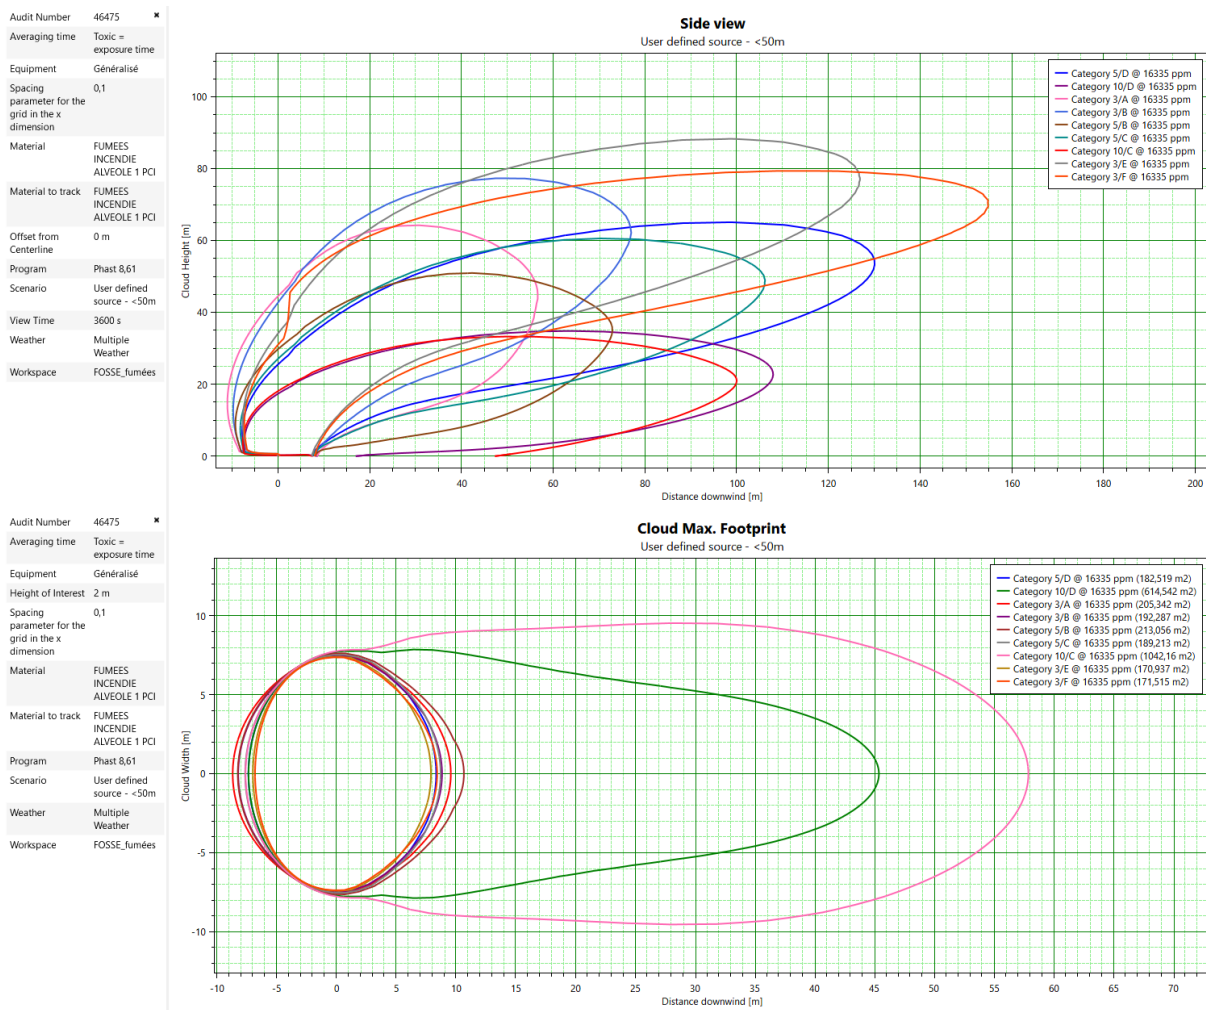 Audit Number 46475
Averaging time Toxic =
exposure time
Equipment Généralisé
Spacing 0,1
parameter for the
grid in the x
dimension
Material FUMEES
INCENDIE
ALVEOLE 1 PCI
Material to track FUMEES
INCENDIE
ALVEOLE 1 PCI
Offset from 0 m
Centerline
Program Phast 8,61
Scenario User defined
source - <50m
View Time 3600 s
Weather Multiple
Weather
Workspace FOSSE_fumées
Side view
User defined source - <50m
Cloud Height [m]
100
80
60
40
20
0
0 20 40 60 80 100 120 140 160 180 200
Distance downwind [m]
Category 5/D @ 16335 ppm
Category 10/D @ 16335 ppm
Category 3/A @ 16335 ppm
Category 3/B @ 16335 ppm
Category 5/B @ 16335 ppm
Category 5/C @ 16335 ppm
Category 10/C @ 16335 ppm
Category 3/E @ 16335 ppm
Category 3/F @ 16335 ppm
Audit Number 46475
Averaging time Toxic =
exposure time
Equipment Généralisé
Height of Interest 2 m
Spacing 0,1
parameter for the
grid in the x
dimension
Material FUMEES
INCENDIE
ALVEOLE 1 PCI
Material to track FUMEES
INCENDIE
ALVEOLE 1 PCI
Program Phast 8,61
Scenario User defined
source - <50m
Weather Multiple
Weather
Workspace FOSSE_fumées
Cloud Max. Footprint
User defined source - <50m
Cloud Width [m]
10
5
0
-5
-10
-10 -5 0 5 10 15 20 25 30 35 40 45 50 55 60 65 70
Distance downwind [m]
Category 5/D @ 16335 ppm (182,519 m2)
Category 10/D @ 16335 ppm (614,542 m2)
Category 3/A @ 16335 ppm (205,342 m2)
Category 3/B @ 16335 ppm (192,287 m2)
Category 5/B @ 16335 ppm (213,056 m2)
Category 5/C @ 16335 ppm (189,213 m2)
Category 10/C @ 16335 ppm (1042,16 m2)
Category 3/E @ 16335 ppm (170,937 m2)
Category 3/F @ 16335 ppm (171,515 m2)